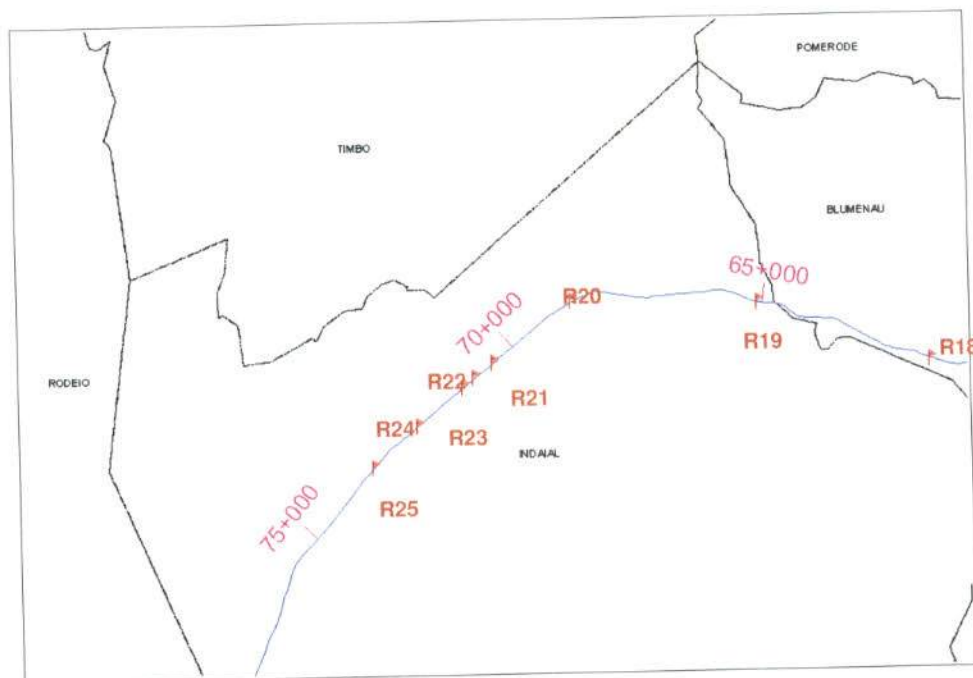 POMERODE
TIMBO
BLUMENAU
65+000
R20
R19
70+000
R18
R22
R21
RODEIO
R24
R23
INDAIAL
R25
75+000